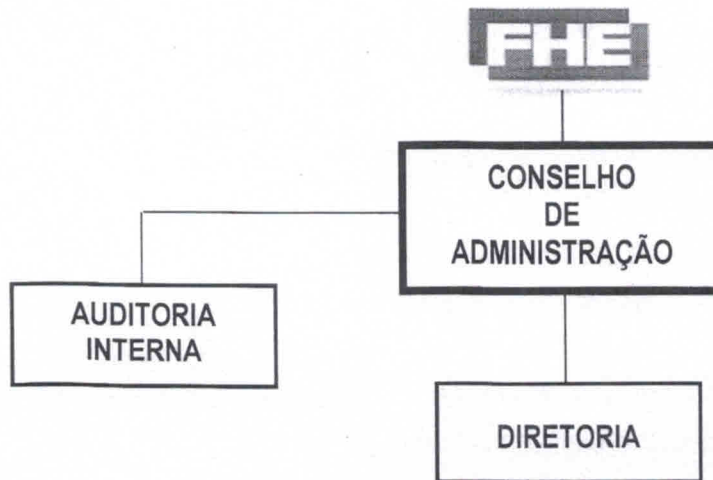 FHE
CONSELHO
DE
ADMINISTRAÇÃO
AUDITORIA
INTERNA
DIRETORIA